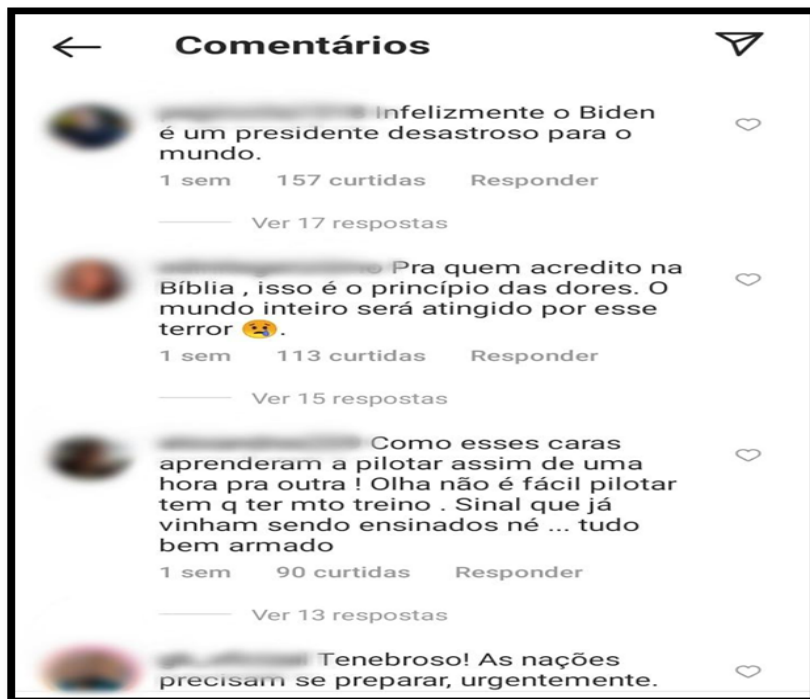 Comentários
Infelizmente o Biden
é um presidente desastroso para o
mundo.
1 sem 157 curtidas Responder
Ver 17 respostas
Pra quem acredito na
Bíblia , isso é o princípio das dores. O
mundo inteiro será atingido por esse
terror 😢.
1 sem 113 curtidas Responder
Ver 15 respostas
Como esses caras
aprenderam a pilotar assim de uma
hora pra outra ! Olha não é fácil pilotar
tem q ter mto treino . Sinal que já
vinham sendo ensinados né ... tudo
bem armado
1 sem 90 curtidas Responder
Ver 13 respostas
Tenebroso! As nações
precisam se preparar, urgentemente.